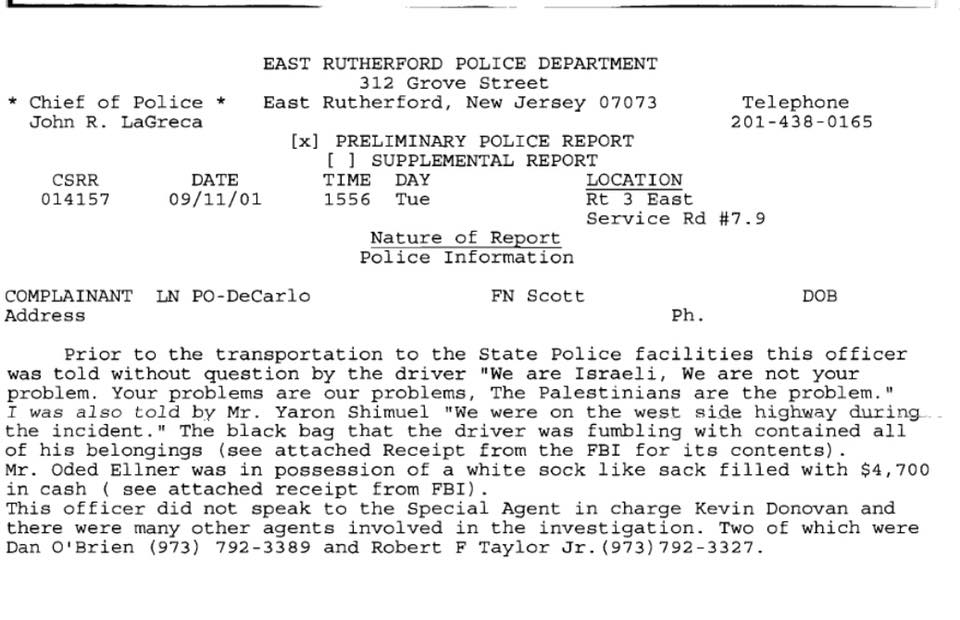 EAST RUTHERFORD POLICE DEPARTMENT
312 Grove Street
* Chief of Police * East Rutherford, New Jersey 07073 Telephone
John R. LaGreca 201-438-0165
[x] PRELIMINARY POLICE REPORT
[ ] SUPPLEMENTAL REPORT
CSRR DATE TIME DAY LOCATION
014157 09/11/01 1556 Tue Rt 3 East
Service Rd #7.9
Nature of Report
Police Information
COMPLAINANT LN PO-DeCarlo FN Scott DOB
Address Ph.
Prior to the transportation to the State Police facilities this officer
was told without question by the driver "We are Israeli, We are not your
problem. Your problems are our problems, The Palestinians are the problem."
I was also told by Mr. Yaron Shimuel "We were on the west side highway during
the incident." The black bag that the driver was fumbling with contained all
of his belongings (see attached Receipt from the FBI for its contents).
Mr. Oded Ellner was in possession of a white sock like sack filled with $4,700
in cash ( see attached receipt from FBI).
This officer did not speak to the Special Agent in charge Kevin Donovan and
there were many other agents involved in the investigation. Two of which were
Dan O'Brien (973) 792-3389 and Robert F Taylor Jr.(973)792-3327.